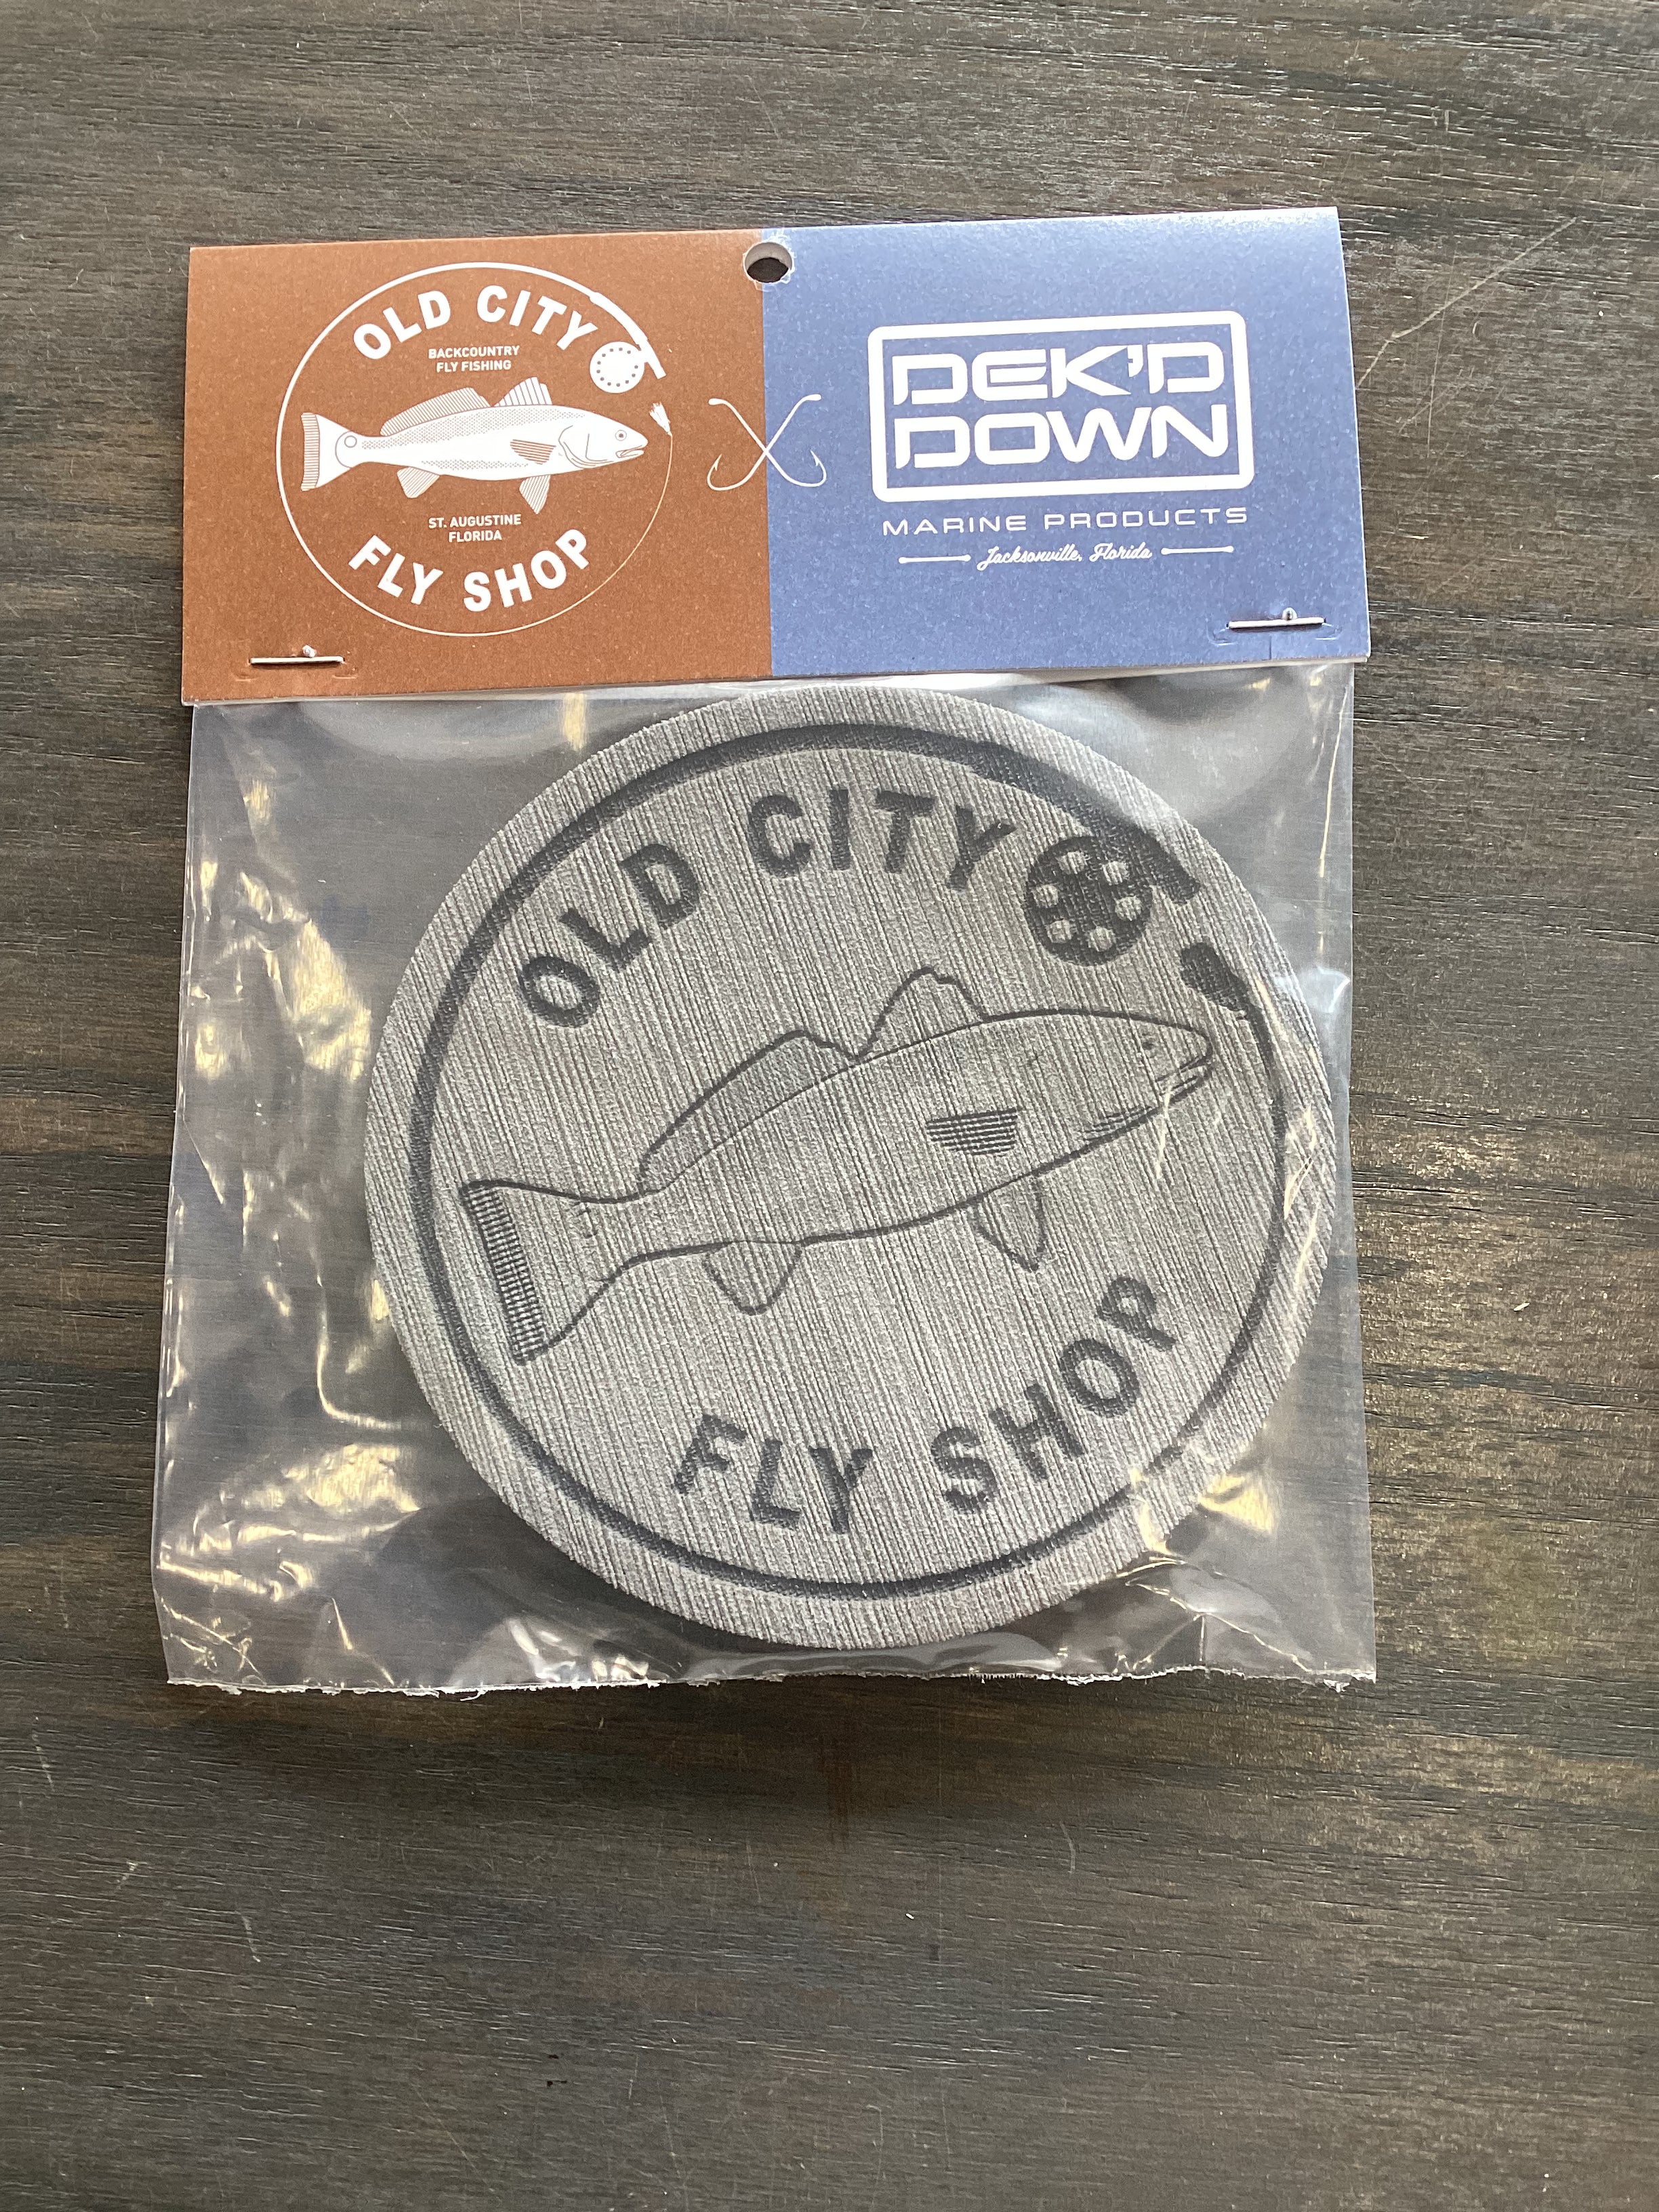 OLD CITY
BACKCOUNTRY
FLY FISHING
ST. AUGUSTINE
FLORIDA
FLY SHOP
DEK'D
DOWN
MARINE PRODUCTS
Jacksonville, Florida
OLD CITY
FLY SHOP